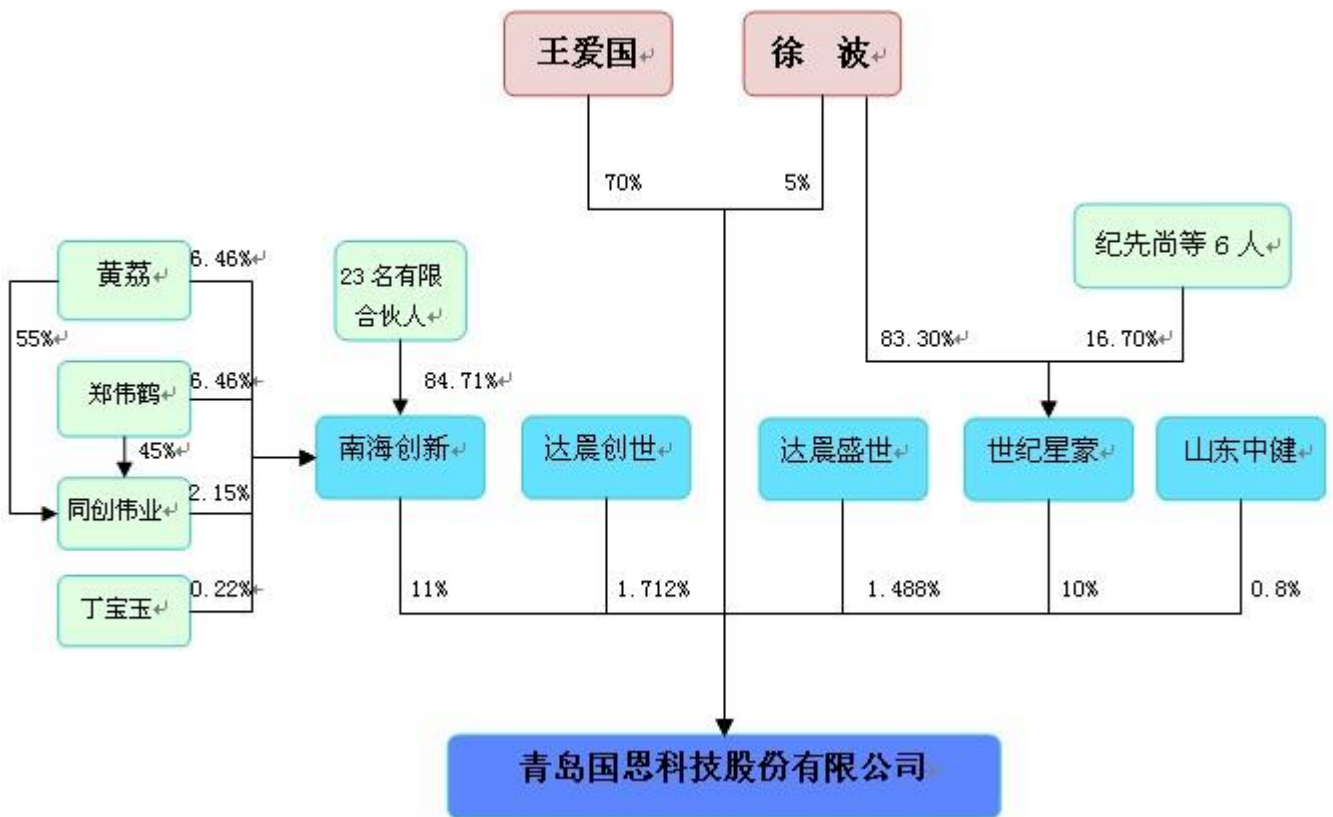 王爱国
徐 波
70%
5%
纪先尚等 6 人
黄荔
6.46%
23 名有限
合伙人
55%
83.30%
16.70%
84.71%
郑伟鹤
6.46%
45%
南海创新
达晨创世
达晨盛世
世纪星豪
山东中健
同创伟业
2.15%
丁宝玉
0.22%
11%
1.712%
1.488%
10%
0.8%
青岛国恩科技股份有限公司